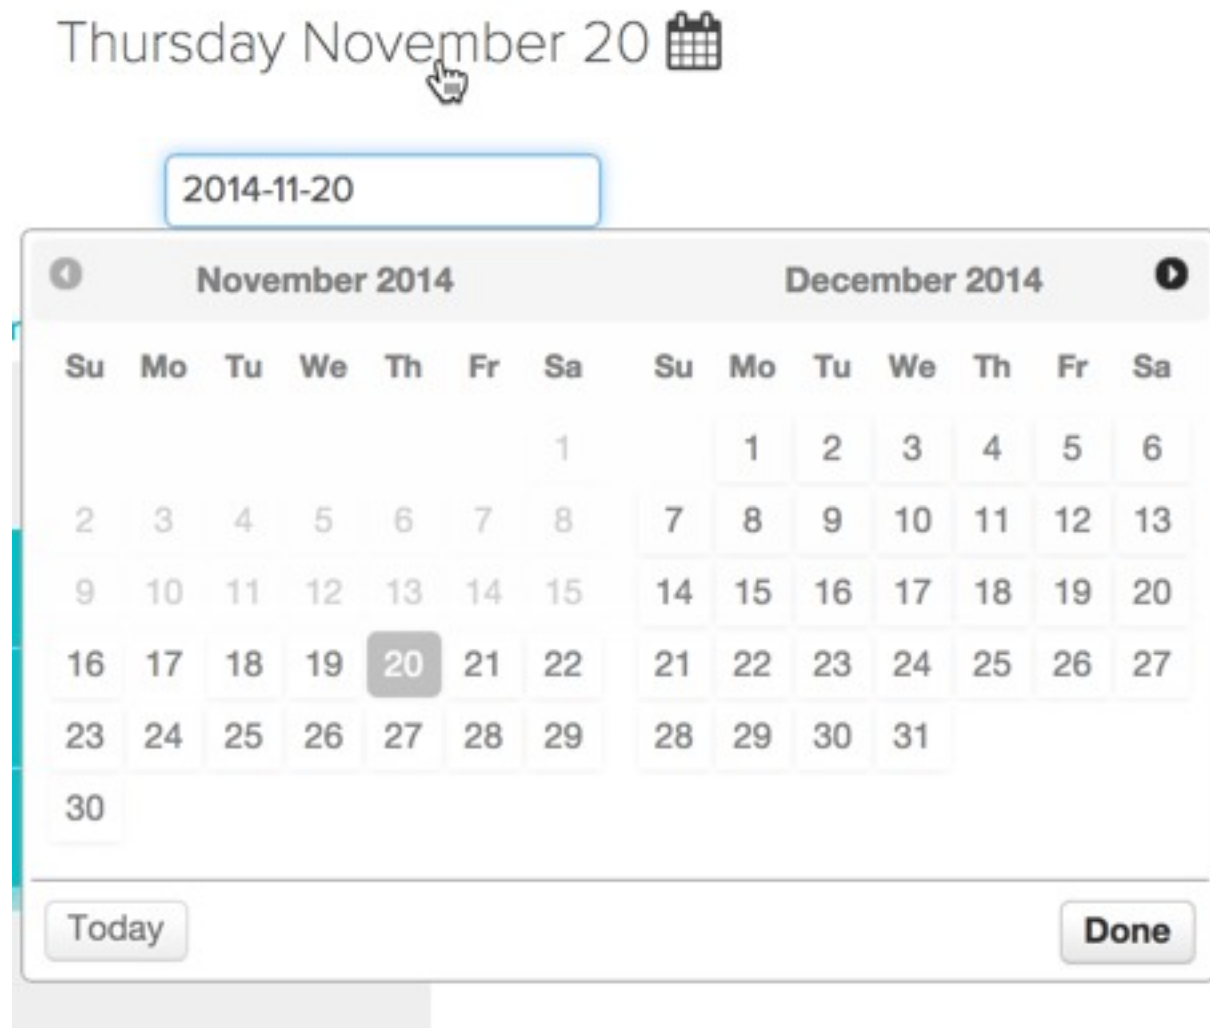 Thursday November 20
2014-11-20
November 2014 December 2014
Su Mo Tu We Th Fr Sa Su Mo Tu We Th Fr Sa
1 1 2 3 4 5 6
2 3 4 5 6 7 8 7 8 9 10 11 12 13
9 10 11 12 13 14 15 14 15 16 17 18 19 20
16 17 18 19 20 21 22 21 22 23 24 25 26 27
23 24 25 26 27 28 29 28 29 30 31
30
Today Done